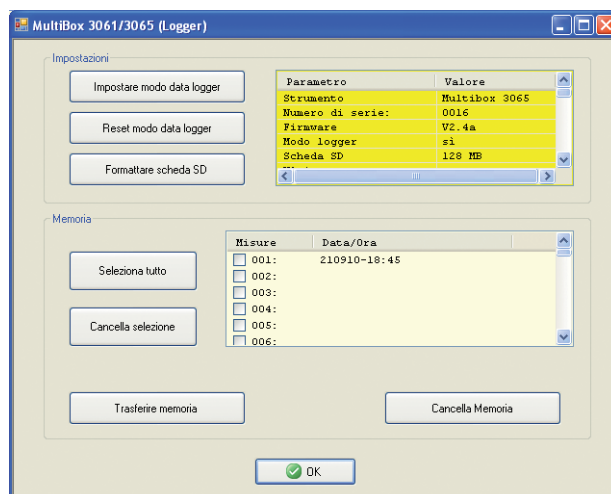 MultiBox 3061/3065 (Logger)
Impostazioni
Impostare modo data logger
Reset modo data logger
Formattare scheda SD
Parametro Valore
Strumento Multibox 3065
Numero di serie: 0016
Firmware V2.4a
Modo logger sì
Scheda SD 128 MB
Memoria
Seleziona tutto
Cancella selezione
Misure Data/Ora
001: 210910-18:45
002:
003:
004:
005:
006:
Trasferire memoria
Cancella Memoria
OK